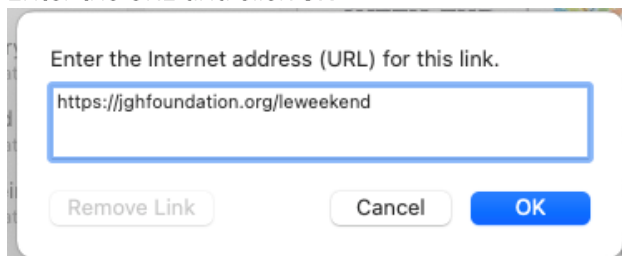 Enter the Internet address (URL) for this link.
https://jghfoundation.org/leweekend
Remove Link
Cancel
OK